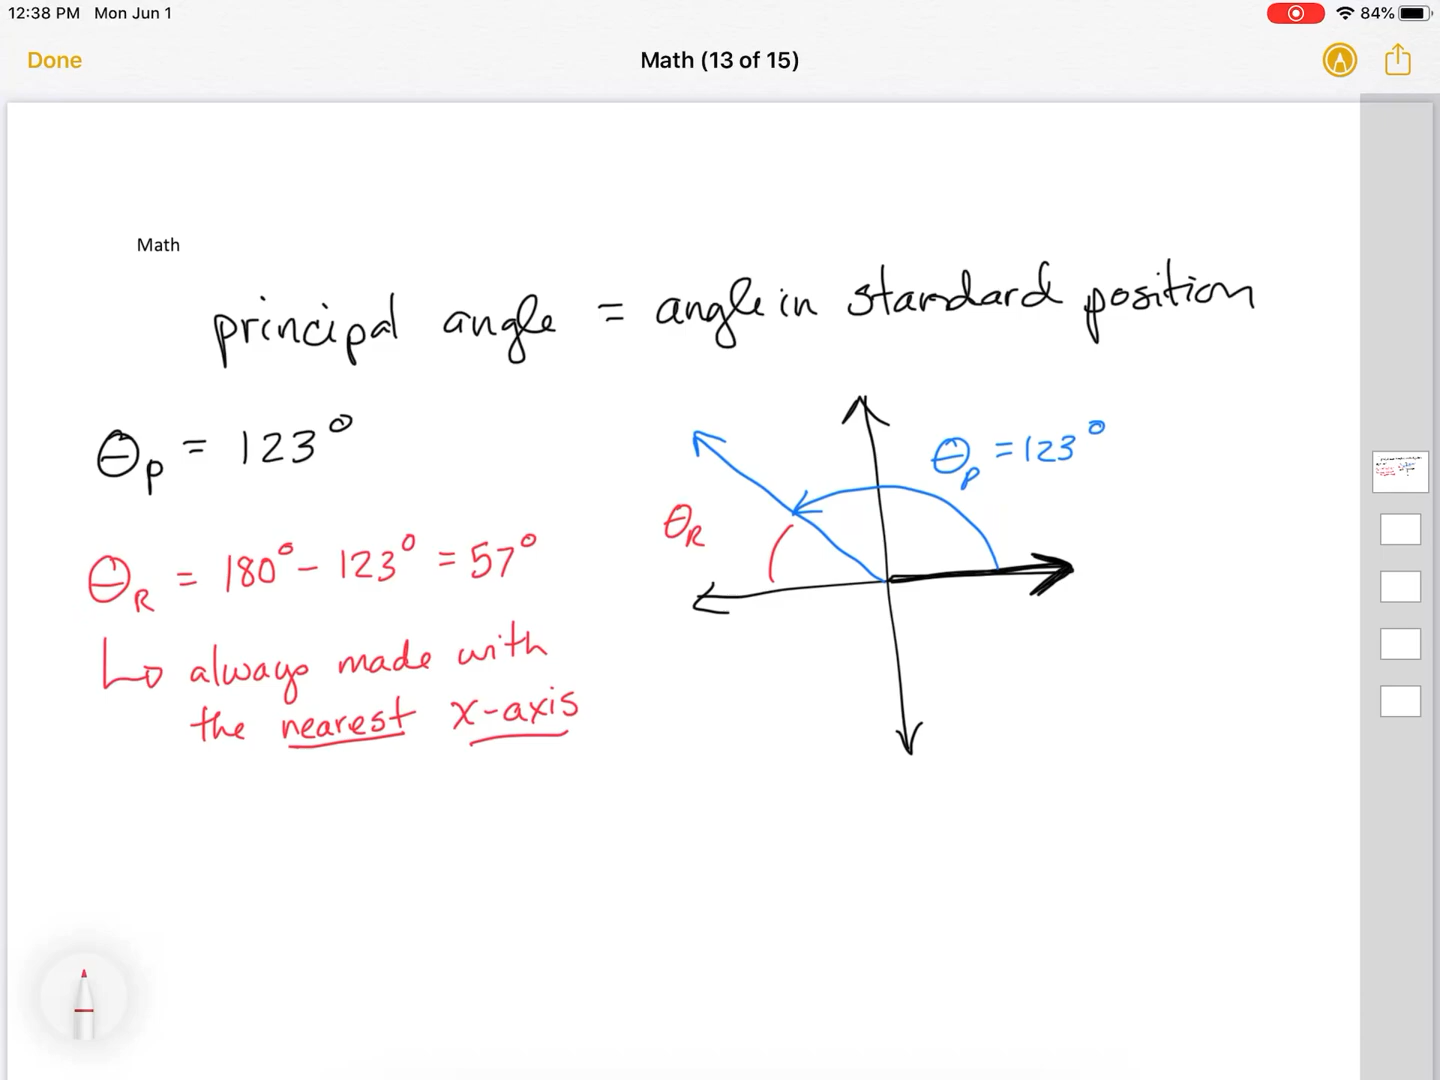 12:38 PM Mon Jun 1
84%
Done
Math (13 of 15)
Math
principal angle = angle in standard position
θP = 123°
θp = 123°
θR
θR = 180° - 123° = 57°
↳ always made with
the nearest x-axis